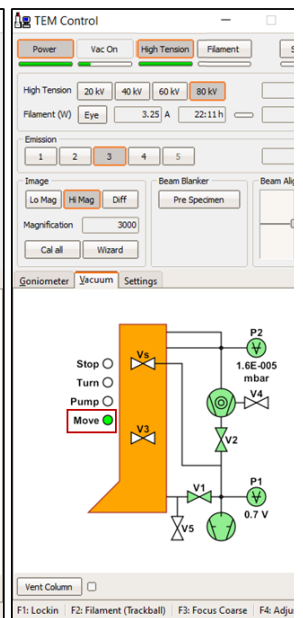 TEM Control
Power Vac On High Tension Filament
High Tension 20 kV 40 kV 60 kV 80 kV
Filament (W) Eye 3.25 A 22:11 h
Emission
1 2 3 4 5
Image Beam Blanker Beam Alig
Lo Mag Hi Mag Diff Pre Specimen
Magnification 3000
Cal all Wizard
Goniometer Vacuum Settings
P2
Vs
Stop 1.6E-005
mbar
Turn V4
Pump
Move V3
V2
V1 P1
0.7 V
V5
Vent Column
F1: Lockin F2: Filament (Trackball) F3: Focus Coarse F4: Adjus